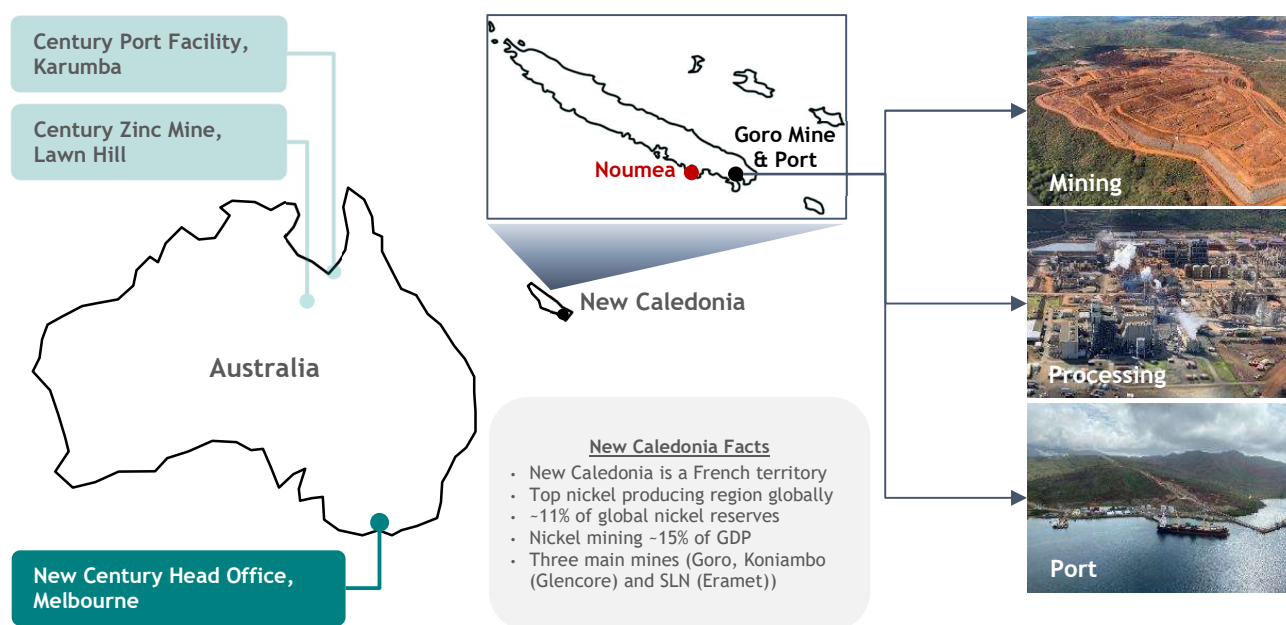 Century Port Facility,
Karumba
Century Zinc Mine,
Lawn Hill
Australia
New Century Head Office,
Melbourne
Goro Mine
& Port
Noumea
New Caledonia
New Caledonia Facts
• New Caledonia is a French territory
• Top nickel producing region globally
• ~11% of global nickel reserves
• Nickel mining ~15% of GDP
• Three main mines (Goro, Koniambo
(Glencore) and SLN (Eramet))
Mining
Processing
Port